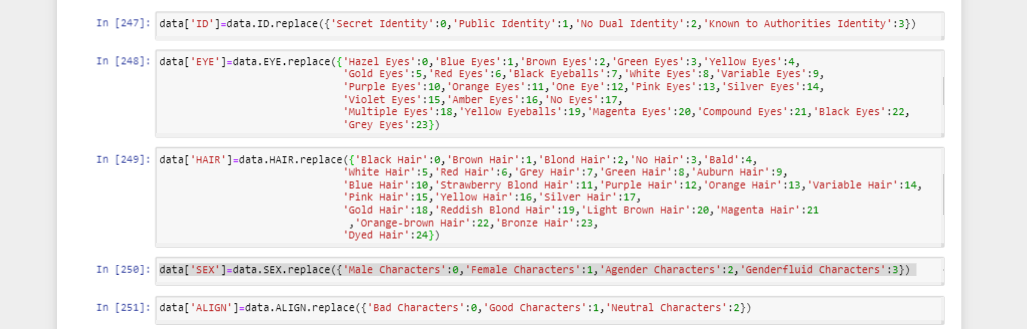 In [247]: data['ID']=data.ID.replace({'Secret Identity':0,'Public Identity':1,'No Dual Identity':2,'Known to Authorities Identity':3})
In [248]: data['EYE']=data.EYE.replace({'Hazel Eyes':0,'Blue Eyes':1,'Brown Eyes':2,'Green Eyes':3,'Yellow Eyes':4,
'Gold Eyes':5,'Red Eyes':6,'Black Eyeballs':7,'White Eyes':8,'Variable Eyes':9,
'Purple Eyes':10,'Orange Eyes':11,'One Eye':12,'Pink Eyes':13,'Silver Eyes':14,
'Violet Eyes':15,'Amber Eyes':16,'No Eyes':17,
'Multiple Eyes':18,'Yellow Eyeballs':19,'Magenta Eyes':20,'Compound Eyes':21,'Black Eyes':22,
'Grey Eyes':23})
In [249]: data['HAIR']=data.HAIR.replace({'Black Hair':0,'Brown Hair':1,'Blond Hair':2,'No Hair':3,'Bald':4,
'White Hair':5,'Red Hair':6,'Grey Hair':7,'Green Hair':8,'Auburn Hair':9,
'Blue Hair':10,'Strawberry Blond Hair':11,'Purple Hair':12,'Orange Hair':13,'Variable Hair':14,
'Pink Hair':15,'Yellow Hair':16,'Silver Hair':17,
'Gold Hair':18,'Reddish Blond Hair':19,'Light Brown Hair':20,'Magenta Hair':21
,'Orange-brown Hair':22,'Bronze Hair':23,
'Dyed Hair':24})
In [250]: data['SEX']=data.SEX.replace({'Male Characters':0,'Female Characters':1,'Agender Characters':2,'Genderfluid Characters':3})
In [251]: data['ALIGN']=data.ALIGN.replace({'Bad Characters':0,'Good Characters':1,'Neutral Characters':2})